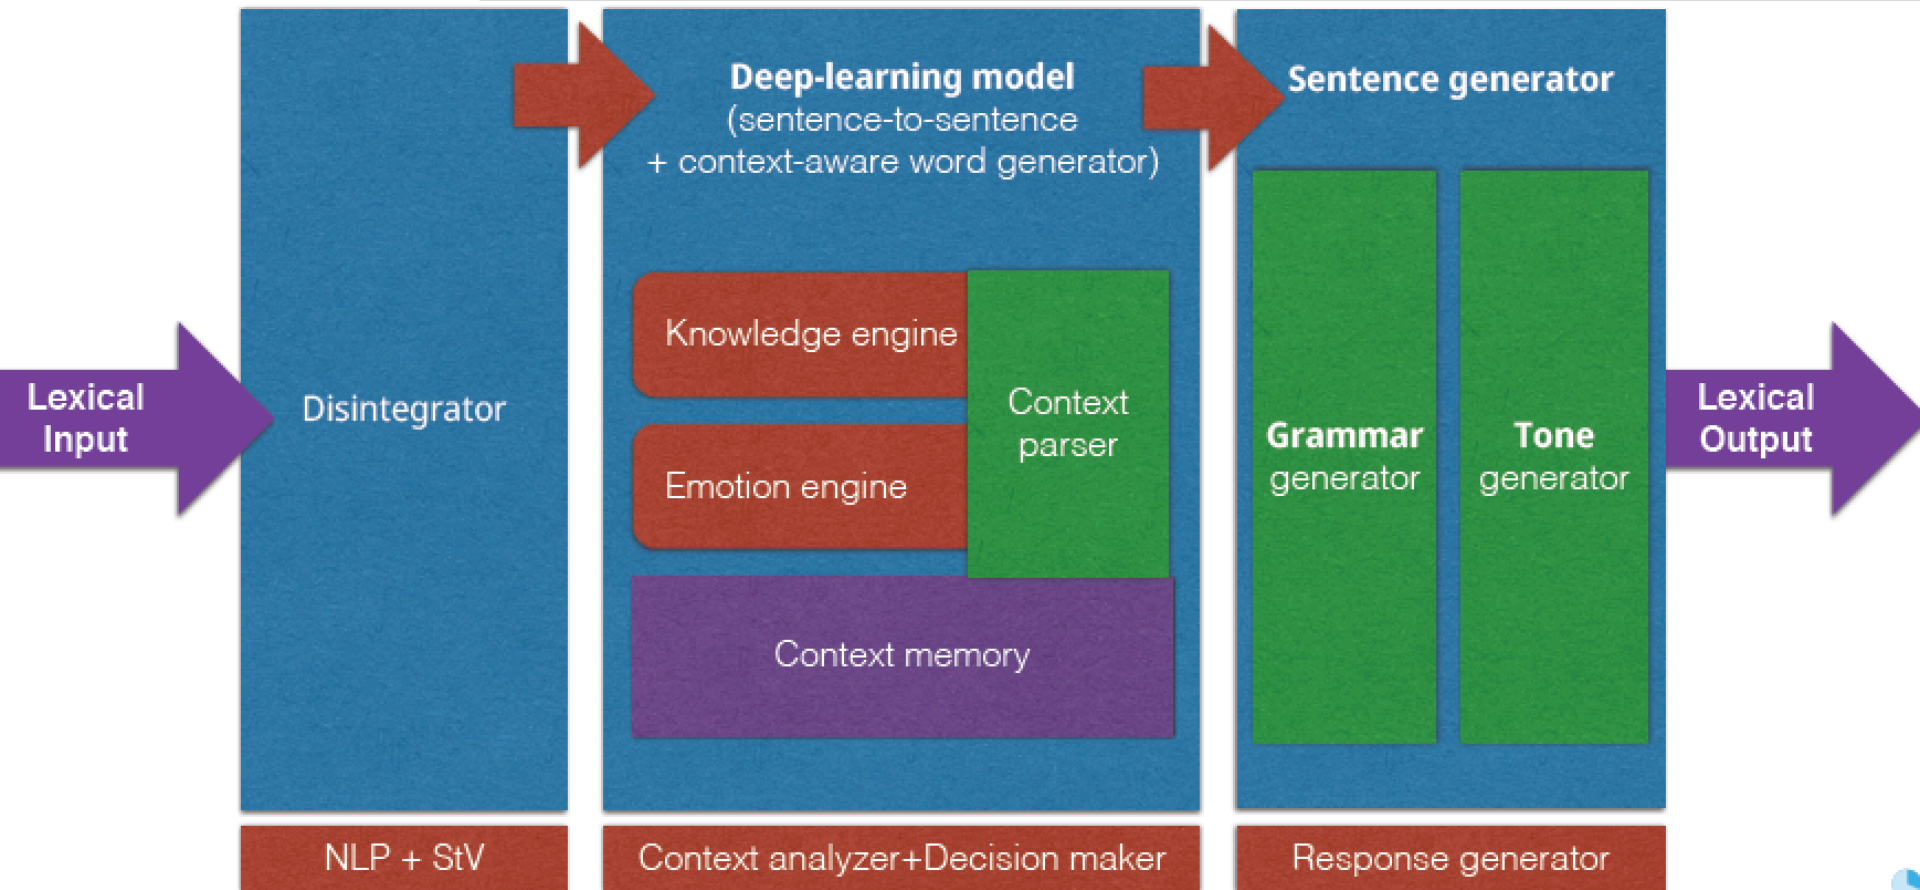 Lexical
Input
Disintegrator
NLP + StV
Deep-learning model
(sentence-to-sentence
+ context-aware word generator)
Knowledge engine
Emotion engine
Context
parser
Context memory
Context analyzer+Decision maker
Sentence generator
Grammar
generator
Tone
generator
Response generator
Lexical
Output